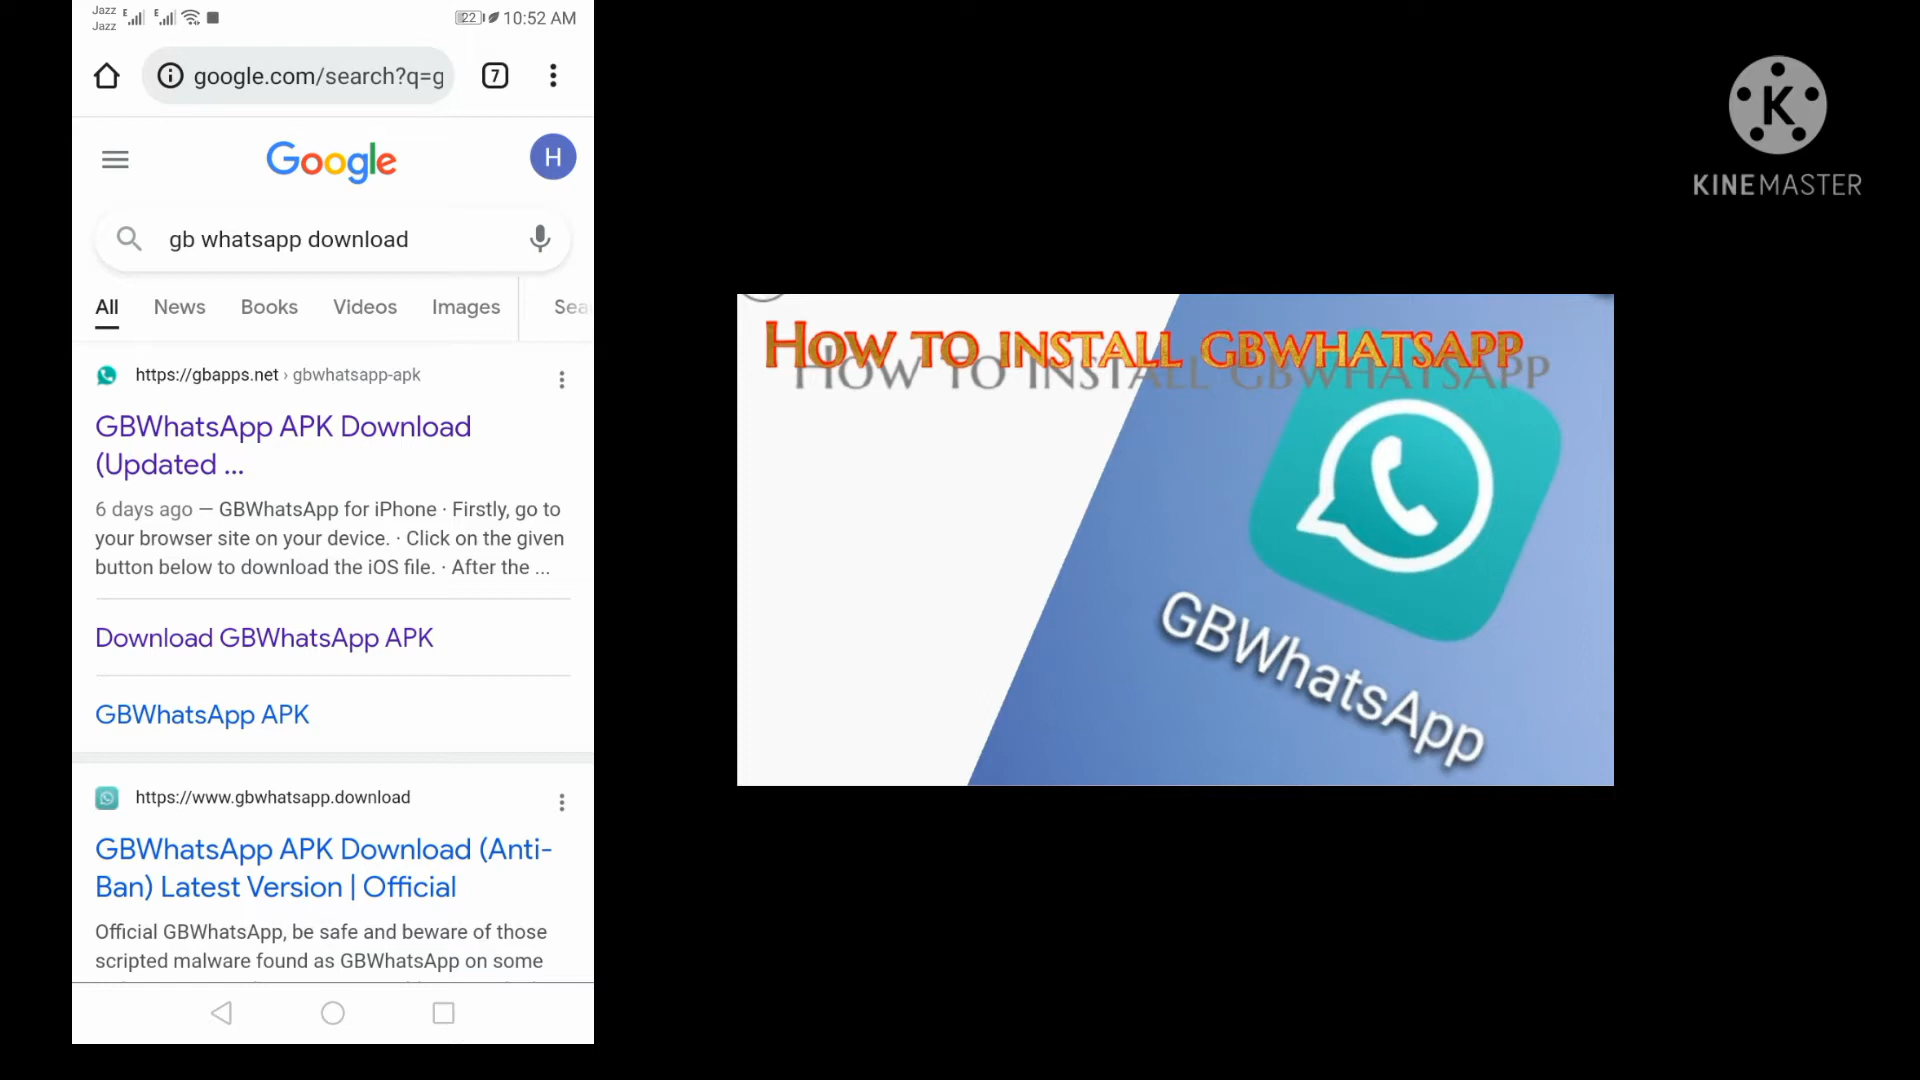 Jazz
Jazz
E
E
22
10:52 AM
google.com/search?q=g
7
Google
H
gb whatsapp download
All
News
Books
Videos
Images
Sea
https://gbapps.net › gbwhatsapp-apk
GBWhatsApp APK Download
(Updated ...
6 days ago — GBWhatsApp for iPhone · Firstly, go to
your browser site on your device. · Click on the given
button below to download the iOS file. · After the ...
Download GBWhatsApp APK
GBWhatsApp APK
https://www.gbwhatsapp.download
GBWhatsApp APK Download (Anti-
Ban) Latest Version | Official
Official GBWhatsApp, be safe and beware of those
scripted malware found as GBWhatsApp on some
How to install gbwhatsapp
GBWhatsApp
K
KINEMASTER